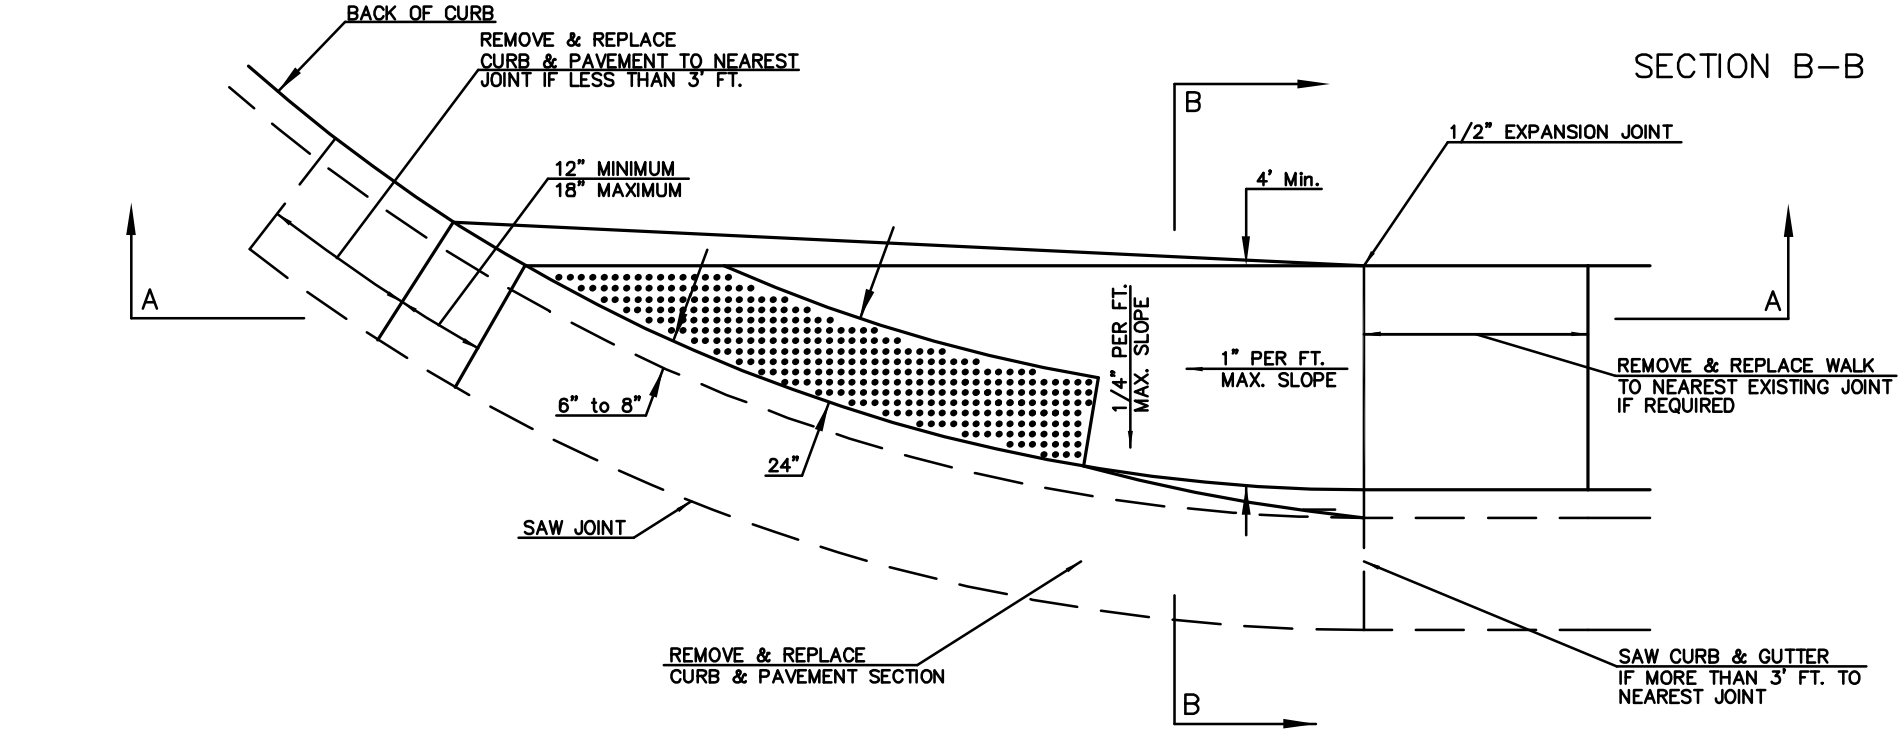 BACK OF CURB
REMOVE & REPLACE
CURB & PAVEMENT TO NEAREST
JOINT IF LESS THAN 3' FT.
SECTION B-B
B
1/2" EXPANSION JOINT
12" MINIMUM
18" MAXIMUM
4' Min.
A
A
1/4" PER FT.
MAX. SLOPE
1" PER FT.
MAX. SLOPE
REMOVE & REPLACE WALK
TO NEAREST EXISTING JOINT
IF REQUIRED
6" to 8"
24"
SAW JOINT
REMOVE & REPLACE
CURB & PAVEMENT SECTION
B
SAW CURB & GUTTER
IF MORE THAN 3' FT. TO
NEAREST JOINT